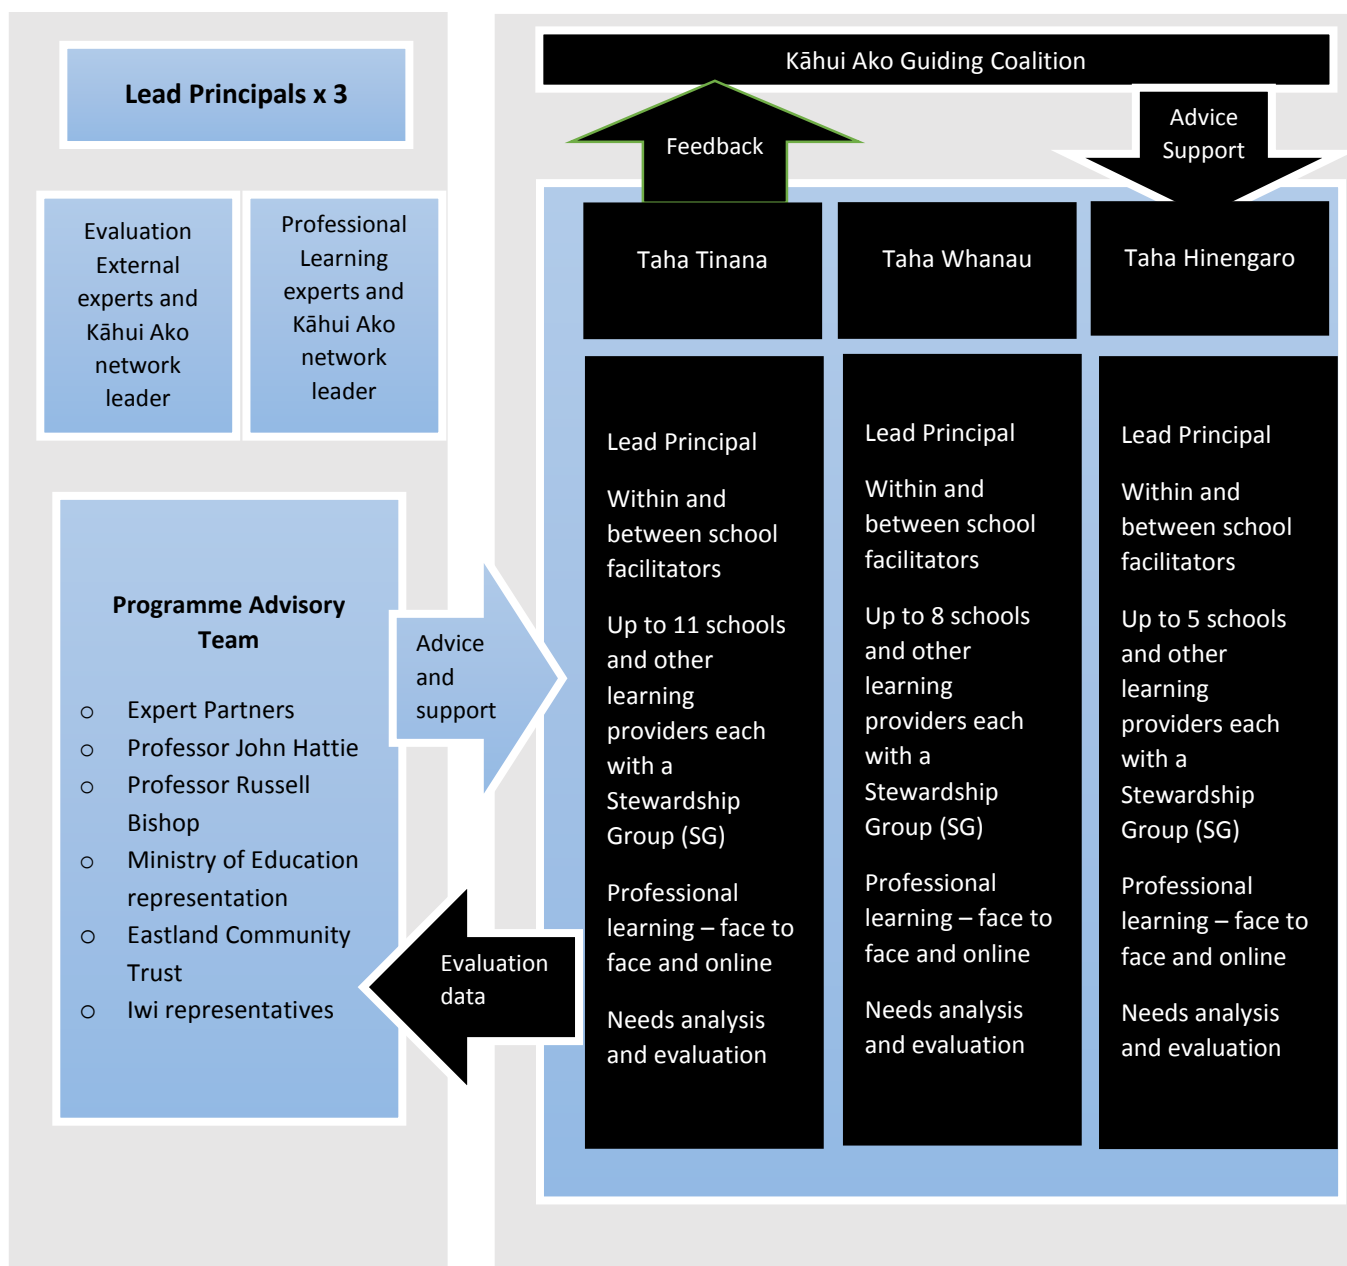 Lead Principals x 3
Evaluation
External
experts and
Kāhui Ako
network
leader
Professional
Learning
experts and
Kāhui Ako
network
leader
Programme Advisory
Team
o Expert Partners
o Professor John Hattie
o Professor Russell
Bishop
o Ministry of Education
representation
o Eastland Community
Trust
o Iwi representatives
Advice
and
support
Evaluation
data
Kāhui Ako Guiding Coalition
Feedback
Advice
Support
Taha Tinana
Lead Principal
Within and
between school
facilitators
Up to 11 schools
and other
learning
providers each
with a
Stewardship
Group (SG)
Professional
learning – face to
face and online
Needs analysis
and evaluation
Taha Whanau
Lead Principal
Within and
between school
facilitators
Up to 8 schools
and other
learning
providers each
with a
Stewardship
Group (SG)
Professional
learning – face to
face and online
Needs analysis
and evaluation
Taha Hinengaro
Lead Principal
Within and
between school
facilitators
Up to 5 schools
and other
learning
providers each
with a
Stewardship
Group (SG)
Professional
learning – face to
face and online
Needs analysis
and evaluation